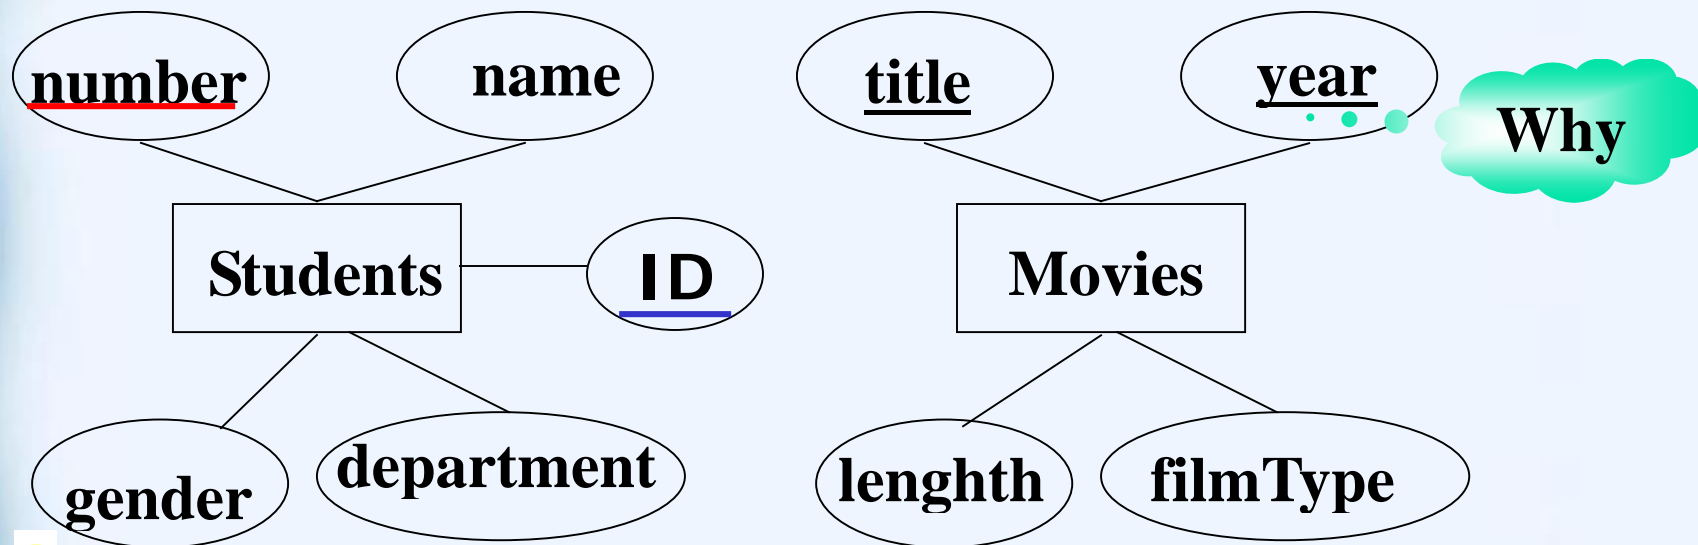 number
name
title
year
Why
Students
ID
Movies
gender
department
lenghth
filmType